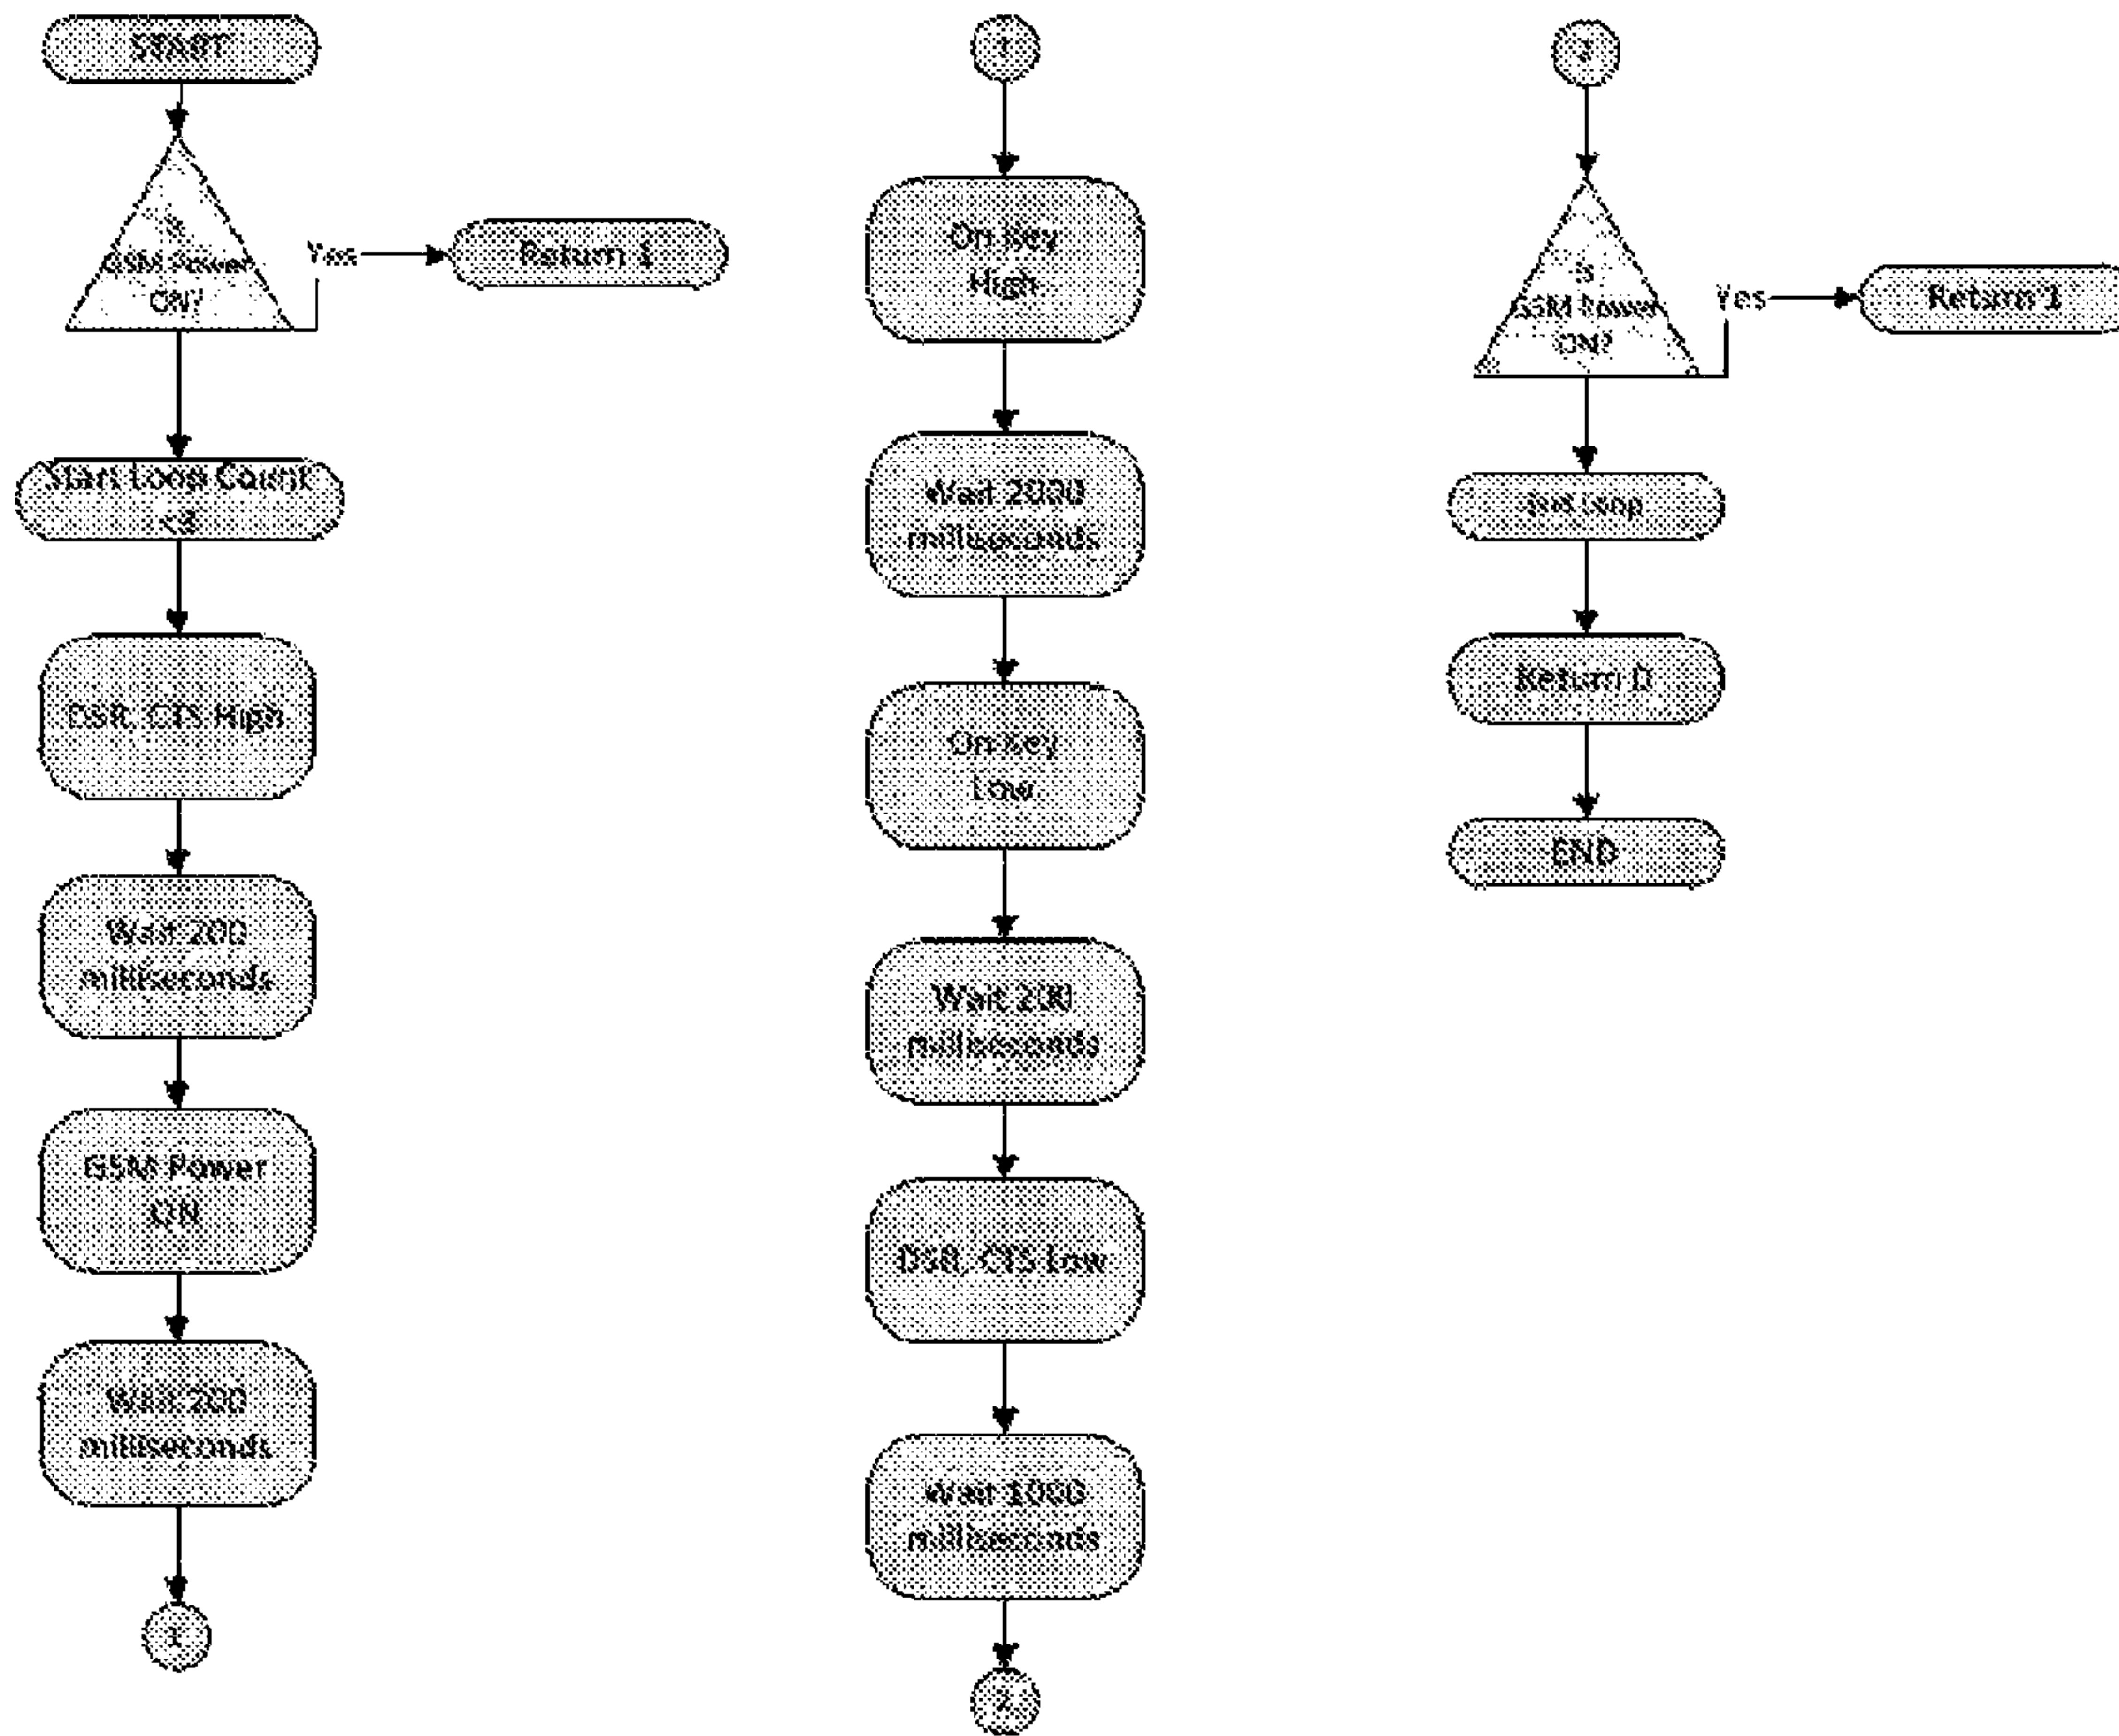 START
Is
GSM Power
ON?
Yes
Return 1
Start Loop Count
DSR, CTS High
Wait 200
milliseconds
GSM Power
ON
Wait 200
milliseconds
1
1
On Key
High
Wait 2000
milliseconds
On Key
Low
Wait 200
milliseconds
DSR, CTS Low
Wait 1000
milliseconds
2
2
Is
GSM Power
ON?
Yes
Return 1
End Loop
Return 0
END